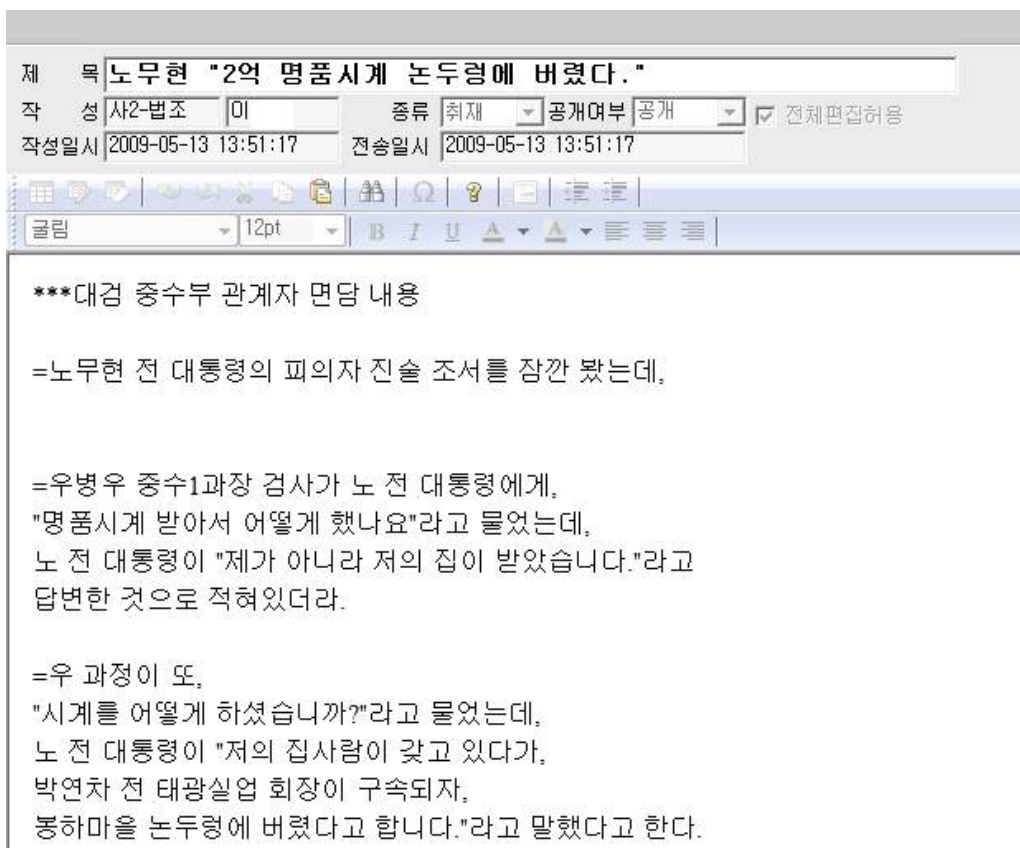 제 목 노무현 "2억 명품시계 논두렁에 버렸다."
작 성 사2-법조 이 종류 취재 공개여부 공개 전체편집허용
작성일시 2009-05-13 13:51:17 전송일시 2009-05-13 13:51:17
굴림 12pt B I U A A
***대검 중수부 관계자 면담 내용
=노무현 전 대통령의 피의자 진술 조서를 잠깐 봤는데,
=우병우 중수1과장 검사가 노 전 대통령에게,
"명품시계 받아서 어떻게 했나요"라고 물었는데,
노 전 대통령이 "제가 아니라 저의 집이 받았습니다."라고
답변한 것으로 적혀있더라.
=우 과정이 또,
"시계를 어떻게 하셨습니까?"라고 물었는데,
노 전 대통령이 "저의 집사람이 갖고 있다가,
박연차 전 태광실업 회장이 구속되자,
봉하마을 논두렁에 버렸다고 합니다."라고 말했다고 한다.